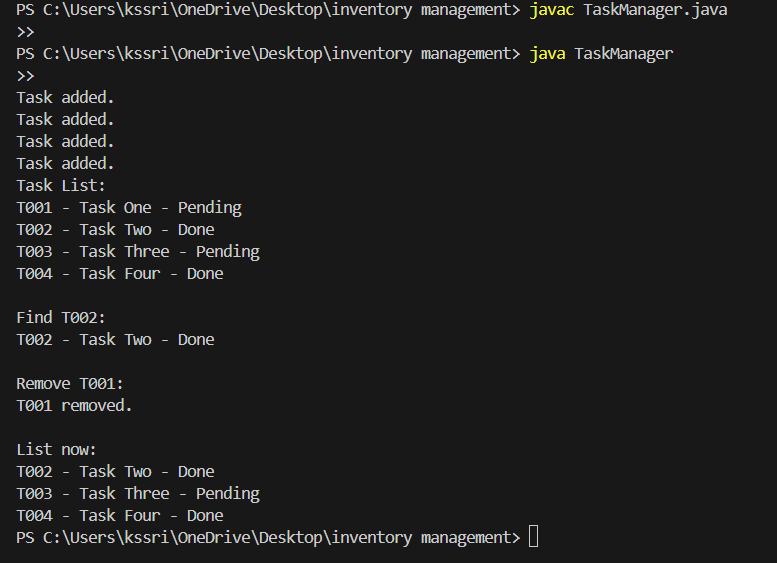 PS C:\Users\kssri\OneDrive\Desktop\inventory management> javac TaskManager.java
>>
PS C:\Users\kssri\OneDrive\Desktop\inventory management> java TaskManager
>>
Task added.
Task added.
Task added.
Task added.
Task List:
T001 - Task One - Pending
T002 - Task Two - Done
T003 - Task Three - Pending
T004 - Task Four - Done

Find T002:
T002 - Task Two - Done

Remove T001:
T001 removed.

List now:
T002 - Task Two - Done
T003 - Task Three - Pending
T004 - Task Four - Done
PS C:\Users\kssri\OneDrive\Desktop\inventory management>